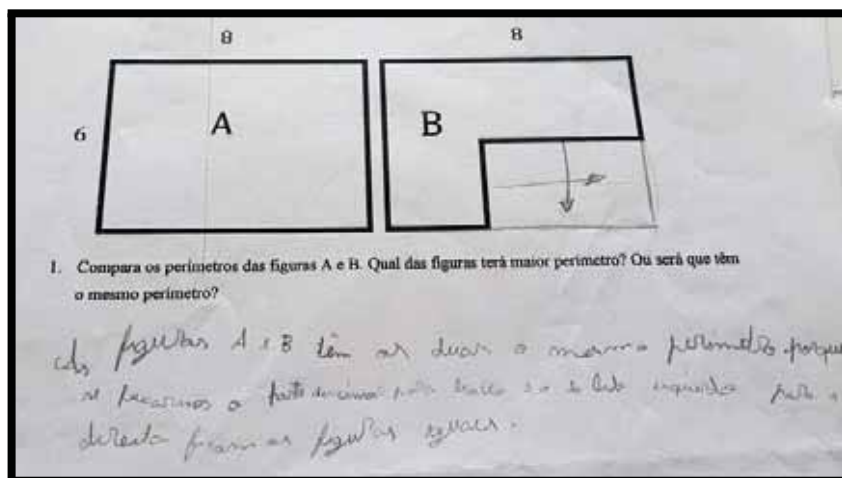 8 8
6 A B
1. Compara os perímetros das figuras A e B. Qual das figuras terá maior perímetro? Ou será que têm
o mesmo perímetro?
As figuras A e B têm as duas o mesmo perímetro porque
se a parte de cima para baixo e o lado esquerdo para a
direita ficam as figuras iguais.